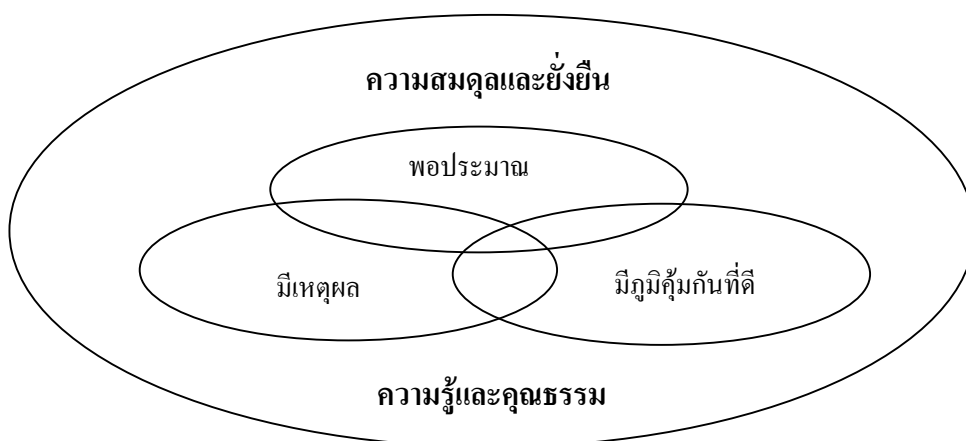 ความสมดุลและยั่งยืน
พอประมาณ
มีเหตุผล
มีภูมิคุ้มกันที่ดี
ความรู้และคุณธรรม